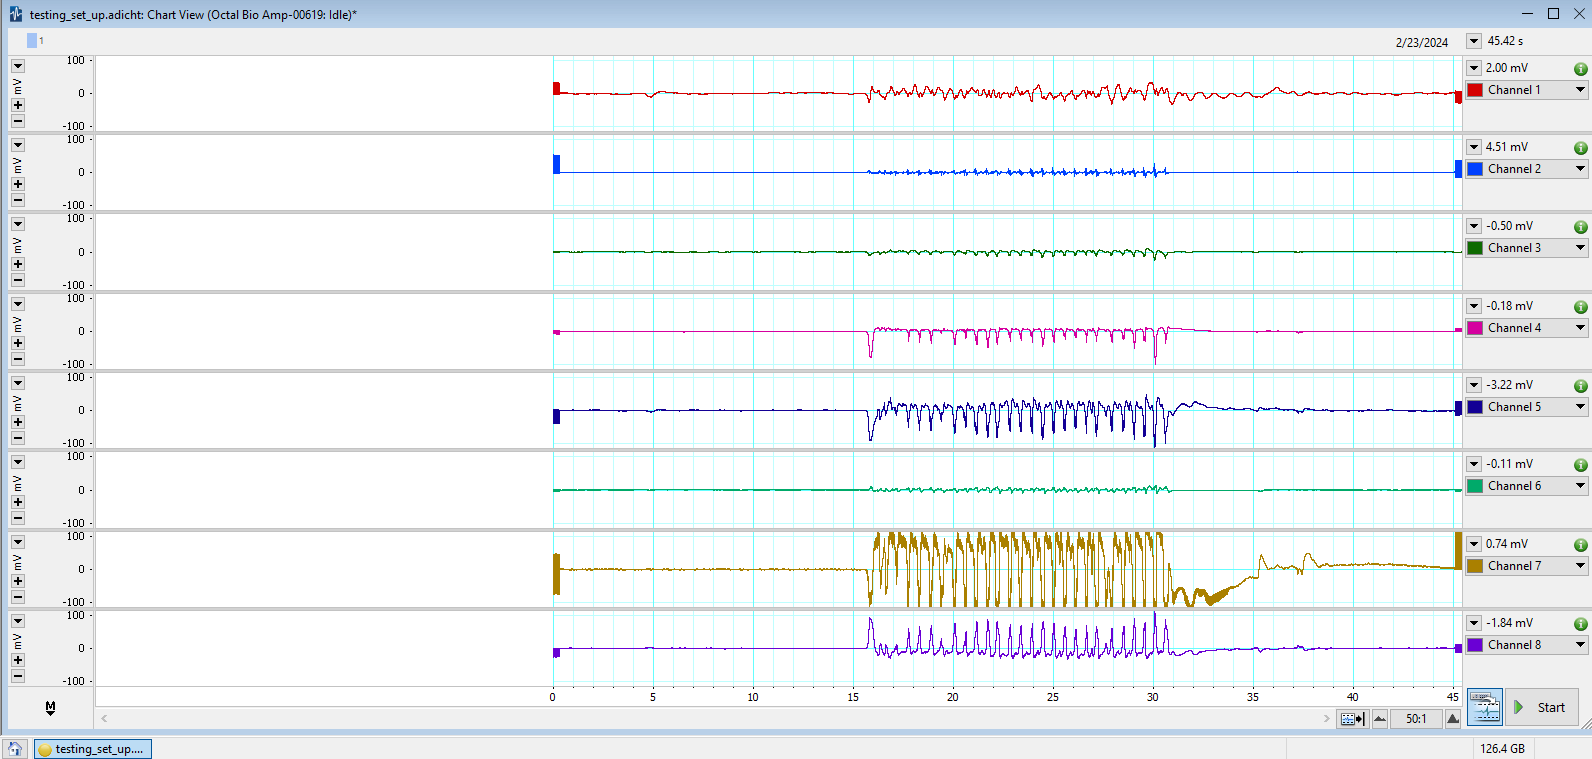 testing_set_up.adicht: Chart View (Octal Bio Amp-00619: Idle)*
1
2/23/2024
45.42 s
100
mV
0
-100
2.00 mV
Channel 1
100
mV
0
-100
4.51 mV
Channel 2
100
mV
0
-100
-0.50 mV
Channel 3
100
mV
0
-100
-0.18 mV
Channel 4
100
mV
0
-100
-3.22 mV
Channel 5
100
mV
0
-100
-0.11 mV
Channel 6
100
mV
0
-100
0.74 mV
Channel 7
100
mV
0
-100
-1.84 mV
Channel 8
0 5 10 15 20 25 30 35 40 45
M
50:1
Start
testing_set_up....
126.4 GB